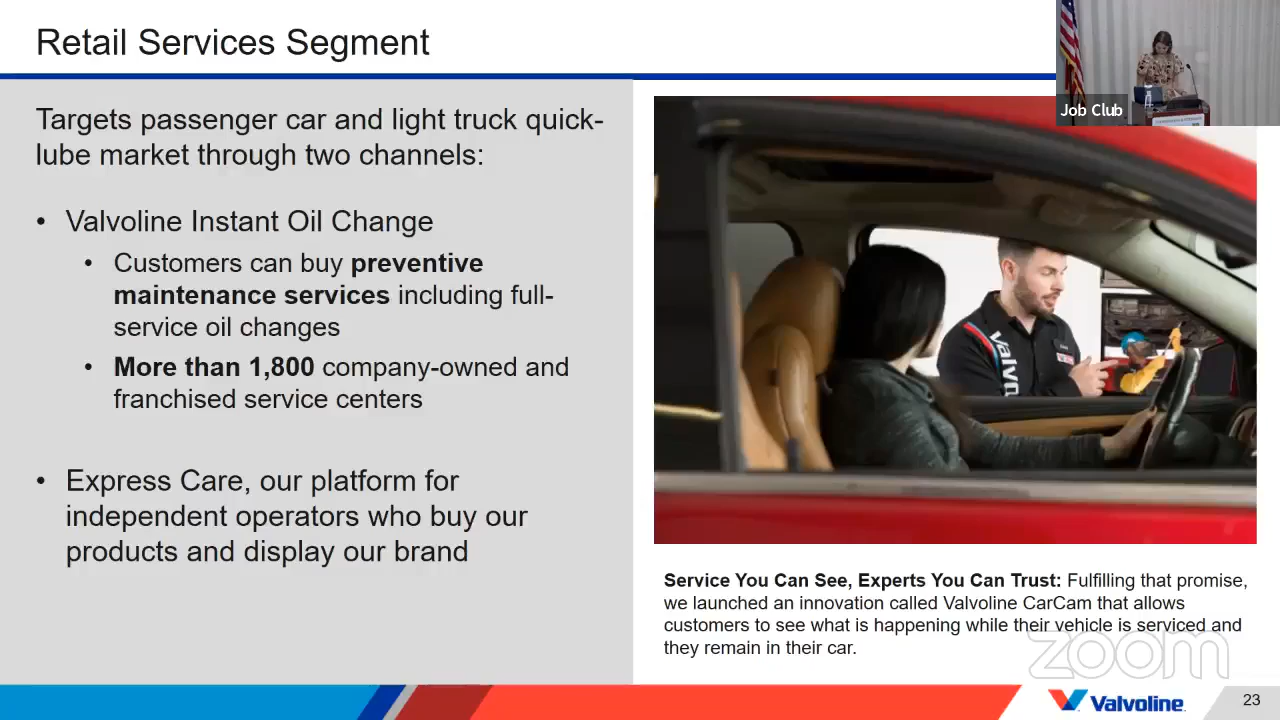 Retail Services Segment
Job Club
Targets passenger car and light truck quick-
lube market through two channels:
• Valvoline Instant Oil Change
• Customers can buy preventive
maintenance services including full-
service oil changes
• More than 1,800 company-owned and
franchised service centers
• Express Care, our platform for
independent operators who buy our
products and display our brand
Valvo
Service You Can See, Experts You Can Trust: Fulfilling that promise,
we launched an innovation called Valvoline CarCam that allows
customers to see what is happening while their vehicle is serviced and
they remain in their car.
zoom
Valvoline
23